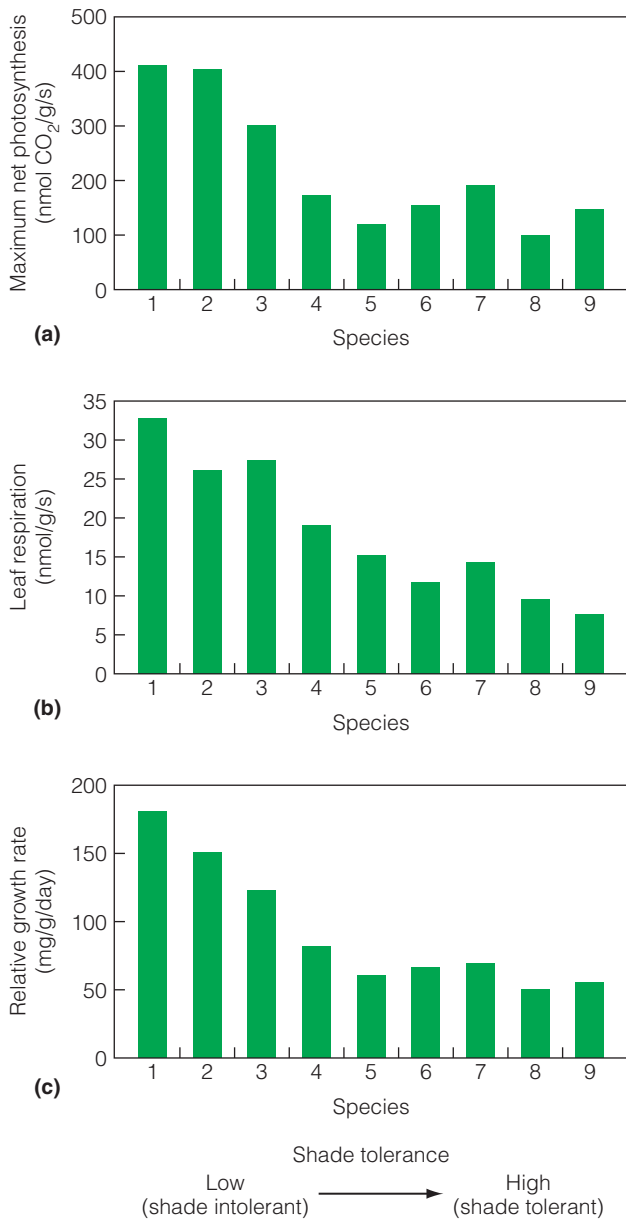 500
400
300
200
100
0
Maximum net photosynthesis
(nmol CO₂/g/s)
1 2 3 4 5 6 7 8 9
(a)
Species
35
30
25
20
15
10
5
0
Leaf respiration
(nmol/g/s)
1 2 3 4 5 6 7 8 9
(b)
Species
200
150
100
50
0
Relative growth rate
(mg/g/day)
1 2 3 4 5 6 7 8 9
(c)
Species
Shade tolerance
Low High
(shade intolerant) (shade tolerant)